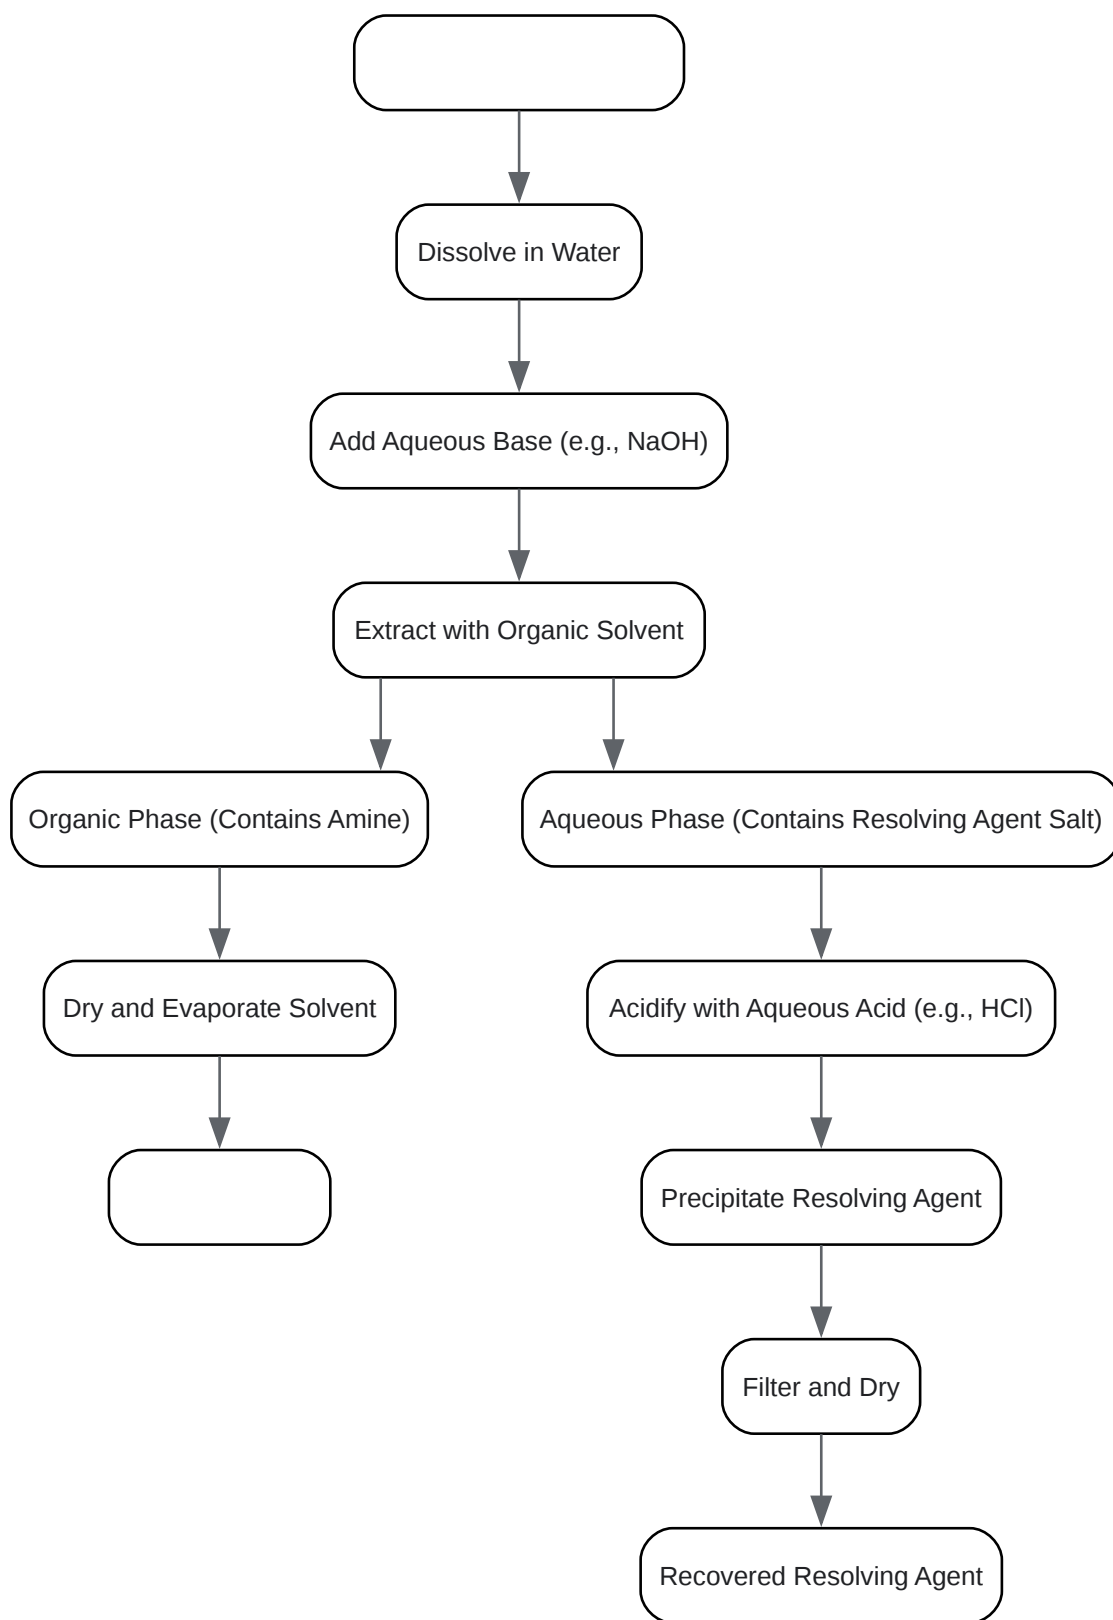 Dissolve in Water
Add Aqueous Base (e.g., NaOH)
Extract with Organic Solvent
Organic Phase (Contains Amine)
Aqueous Phase (Contains Resolving Agent Salt)
Dry and Evaporate Solvent
Acidify with Aqueous Acid (e.g., HCl)
Precipitate Resolving Agent
Filter and Dry
Recovered Resolving Agent